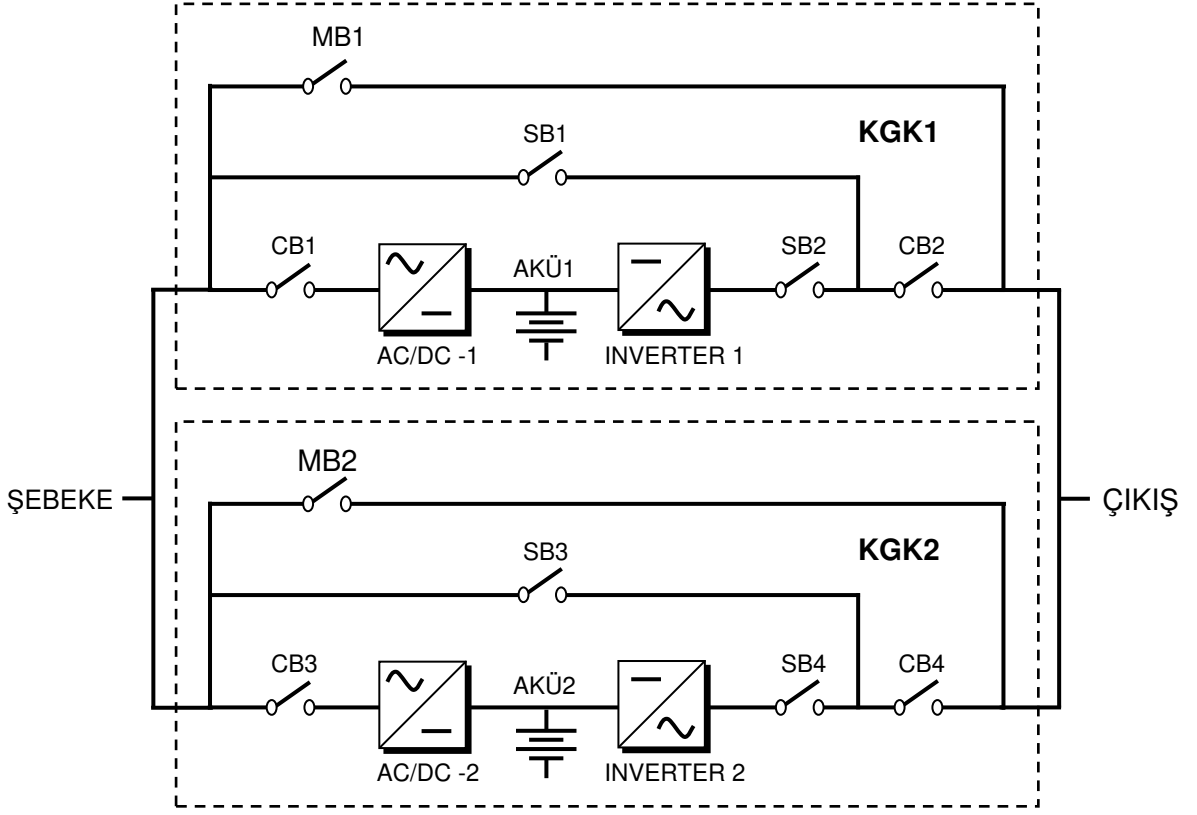 MB1
SB1
KGK1
CB1
AKÜ1
SB2
CB2
AC/DC -1
INVERTER 1
MB2
ŞEBEKE
ÇIKIŞ
SB3
KGK2
CB3
AKÜ2
SB4
CB4
AC/DC -2
INVERTER 2